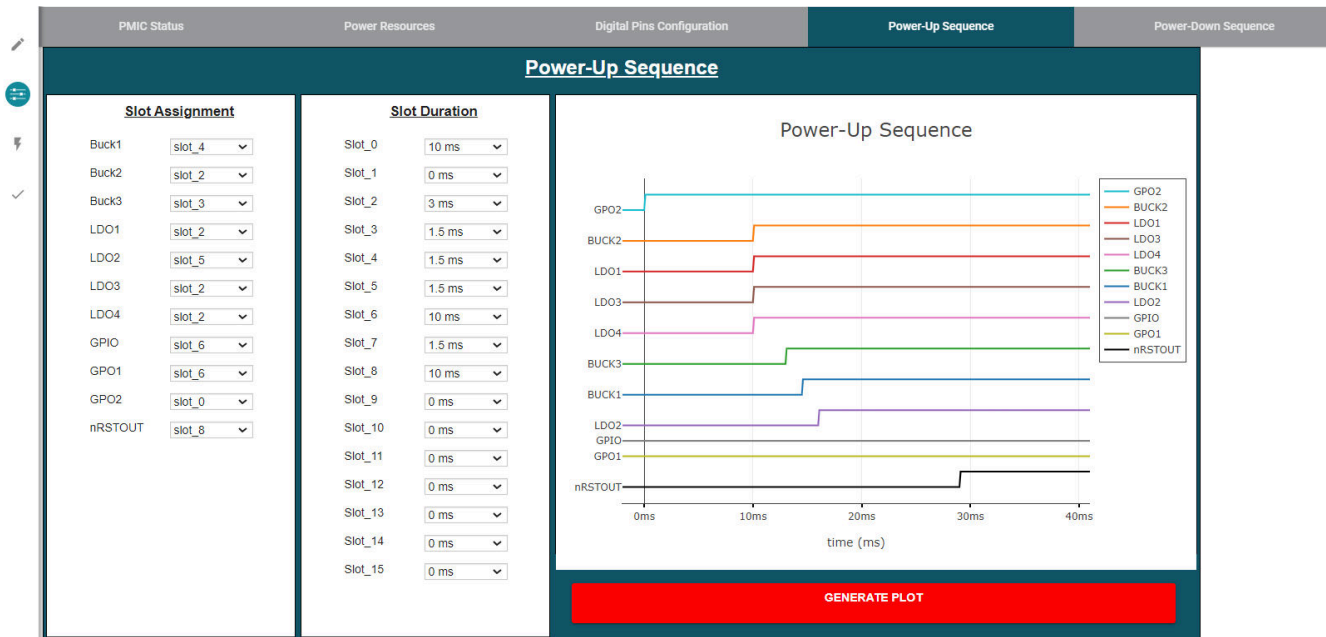 PMIC Status
Power Resources
Digital Pins Configuration
Power-Up Sequence
Power-Down Sequence
Power-Up Sequence
Slot Assignment
Buck1 slot_4
Buck2 slot_2
Buck3 slot_3
LDO1 slot_2
LDO2 slot_5
LDO3 slot_2
LDO4 slot_2
GPIO slot_6
GPO1 slot_6
GPO2 slot_0
nRSTOUT slot_8
Slot Duration
Slot_0 10 ms
Slot_1 0 ms
Slot_2 3 ms
Slot_3 1.5 ms
Slot_4 1.5 ms
Slot_5 1.5 ms
Slot_6 10 ms
Slot_7 1.5 ms
Slot_8 10 ms
Slot_9 0 ms
Slot_10 0 ms
Slot_11 0 ms
Slot_12 0 ms
Slot_13 0 ms
Slot_14 0 ms
Slot_15 0 ms
Power-Up Sequence
GPO2
BUCK2
LDO1
LDO3
LDO4
BUCK3
BUCK1
LDO2
GPIO
GPO1
nRSTOUT
0ms 10ms 20ms 30ms 40ms
time (ms)
GPO2
BUCK2
LDO1
LDO3
LDO4
BUCK3
BUCK1
LDO2
GPIO
GPO1
nRSTOUT
GENERATE PLOT